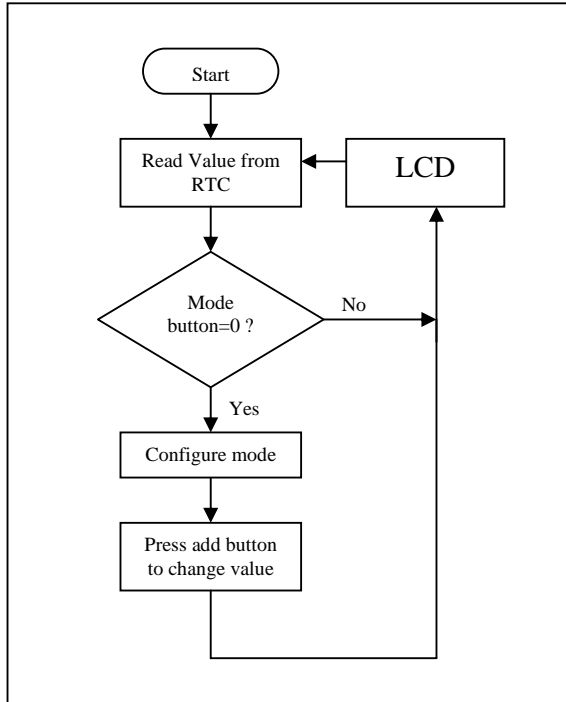 Start
Read Value from
RTC
LCD
Mode
button=0 ?
No
Yes
Configure mode
Press add button
to change value